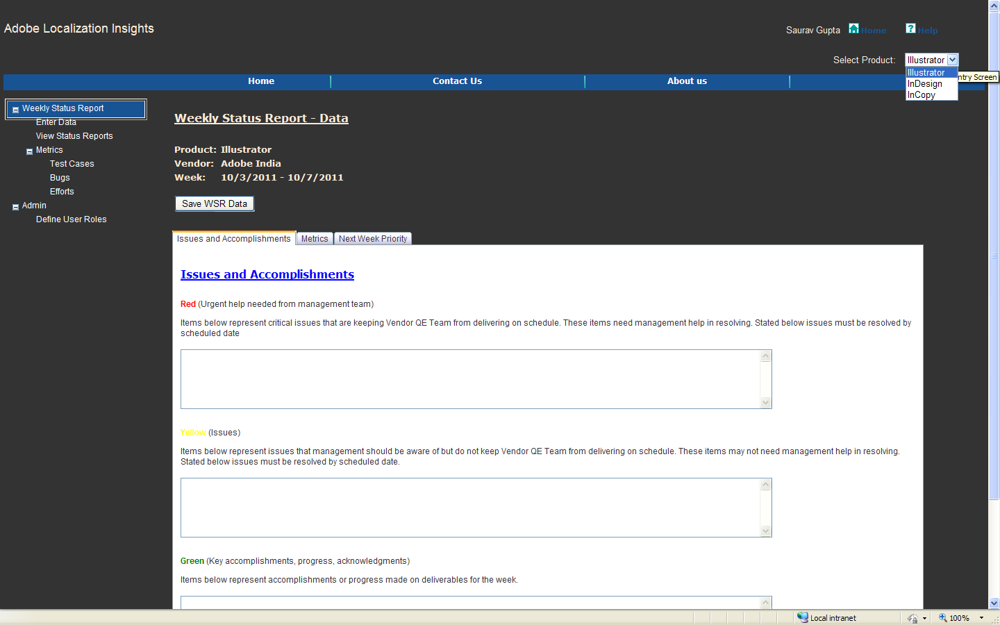 Adobe Localization Insights
Saurav Gupta Home Help
Select Product: Illustrator
Illustrator
InDesign
InCopy
ntry Screen
Home Contact Us About us
Weekly Status Report
Enter Data
View Status Reports
Metrics
Test Cases
Bugs
Efforts
Admin
Define User Roles
Weekly Status Report - Data
Product: Illustrator
Vendor: Adobe India
Week: 10/3/2011 - 10/7/2011
Save WSR Data
Issues and Accomplishments Metrics Next Week Priority
Issues and Accomplishments
Red (Urgent help needed from management team)
Items below represent critical issues that are keeping Vendor QE Team from delivering on schedule. These items need management help in resolving. Stated below issues must be resolved by
scheduled date
Yellow (Issues)
Items below represent issues that management should be aware of but do not keep Vendor QE Team from delivering on schedule. These items may not need management help in resolving.
Stated below issues must be resolved by scheduled date.
Green (Key accomplishments, progress, acknowledgments)
Items below represent accomplishments or progress made on deliverables for the week.
Local intranet 100%